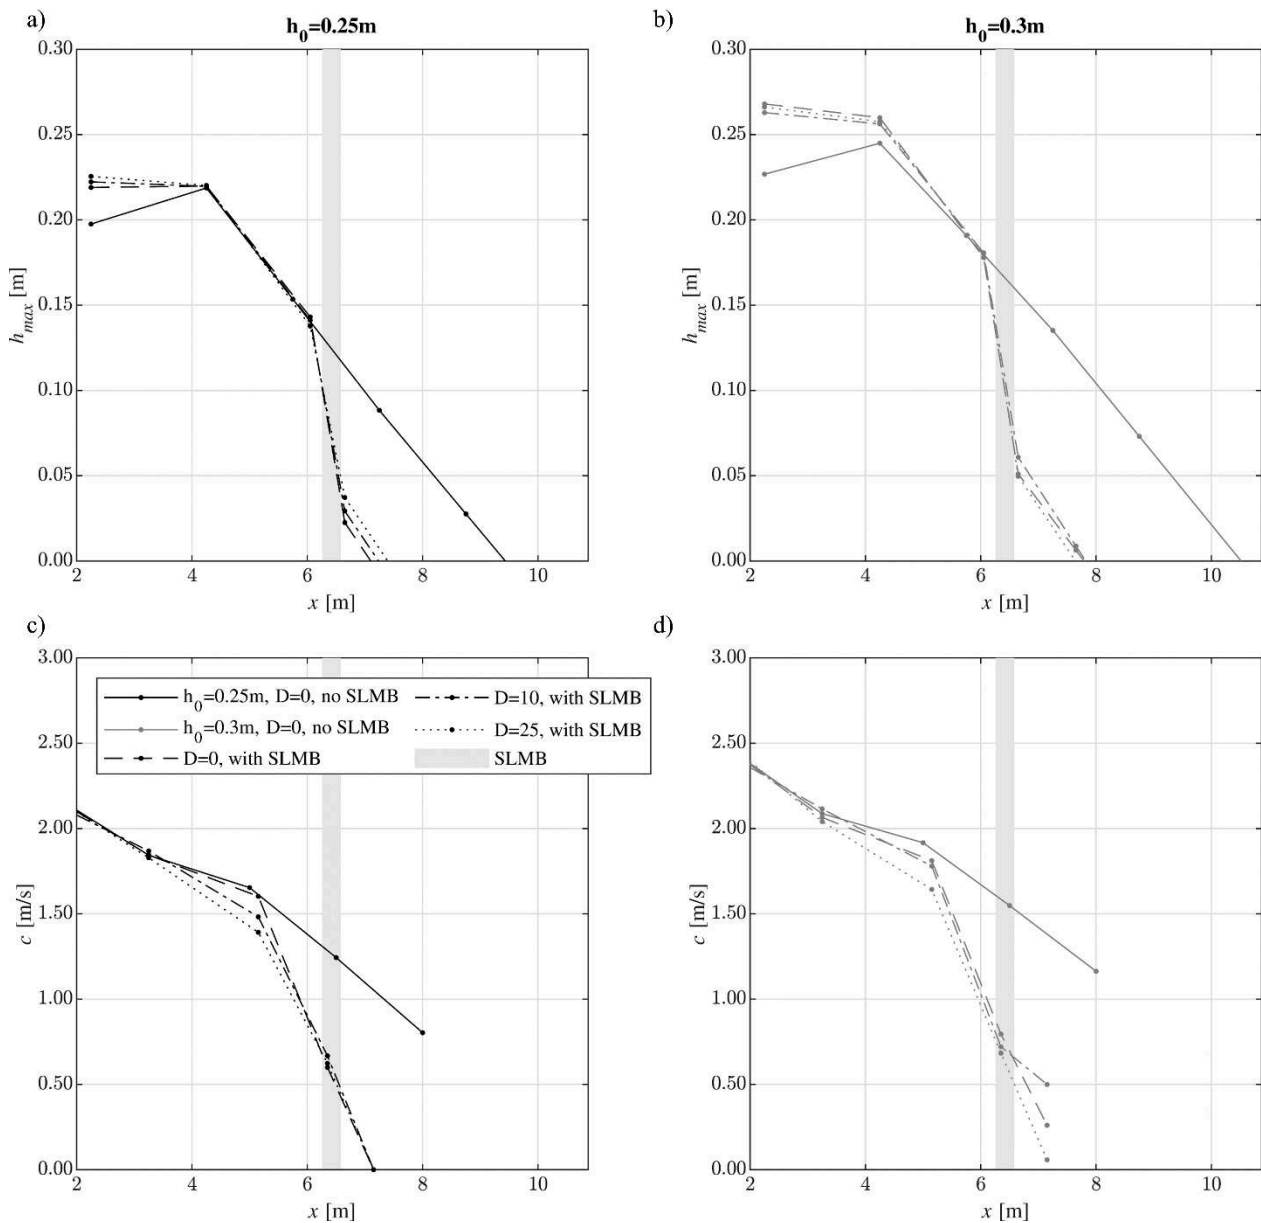 a)
h0=0.25m
0.30
0.25
0.20
0.15
0.10
0.05
0.00
hmax [m]
2 4 6 8 10
x [m]
b)
h0=0.3m
0.30
0.25
0.20
0.15
0.10
0.05
0.00
hmax [m]
2 4 6 8 10
x [m]
c)
3.00
2.50
2.00
1.50
1.00
0.50
0.00
c [m/s]
h0=0.25m, D=0, no SLMB
h0=0.3m, D=0, no SLMB
D=0, with SLMB
D=10, with SLMB
D=25, with SLMB
SLMB
2 4 6 8 10
x [m]
d)
3.00
2.50
2.00
1.50
1.00
0.50
0.00
c [m/s]
2 4 6 8 10
x [m]